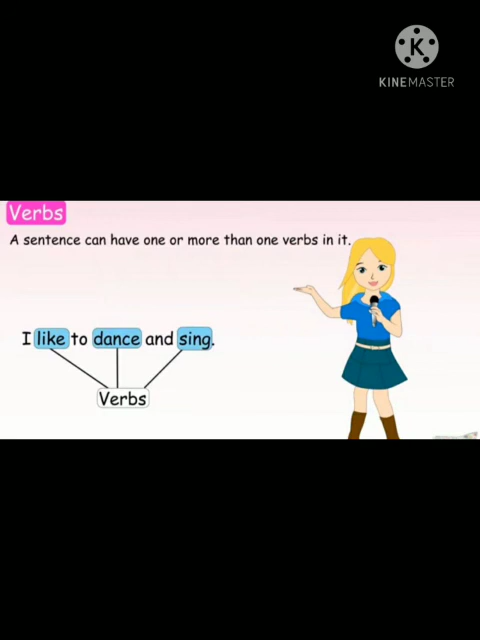 K
KINEMASTER
Verbs
A sentence can have one or more than one verbs in it.
I like to dance and sing.
Verbs